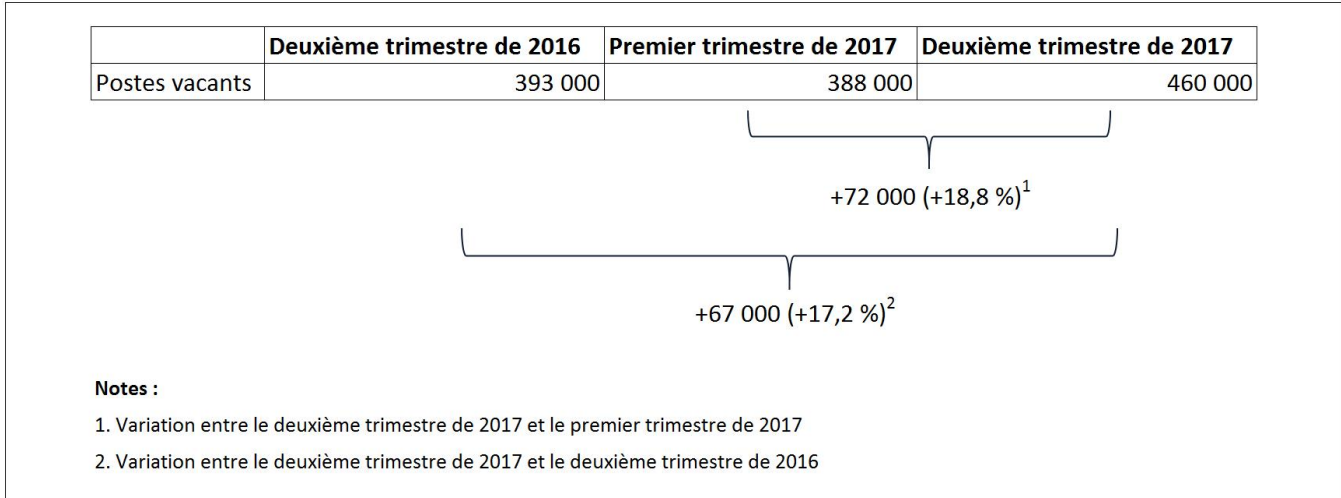 Deuxième trimestre de 2016 Premier trimestre de 2017 Deuxième trimestre de 2017
Postes vacants 393 000 388 000 460 000
+72 000 (+18,8 %)1
+67 000 (+17,2 %)2
Notes :
1. Variation entre le deuxième trimestre de 2017 et le premier trimestre de 2017
2. Variation entre le deuxième trimestre de 2017 et le deuxième trimestre de 2016